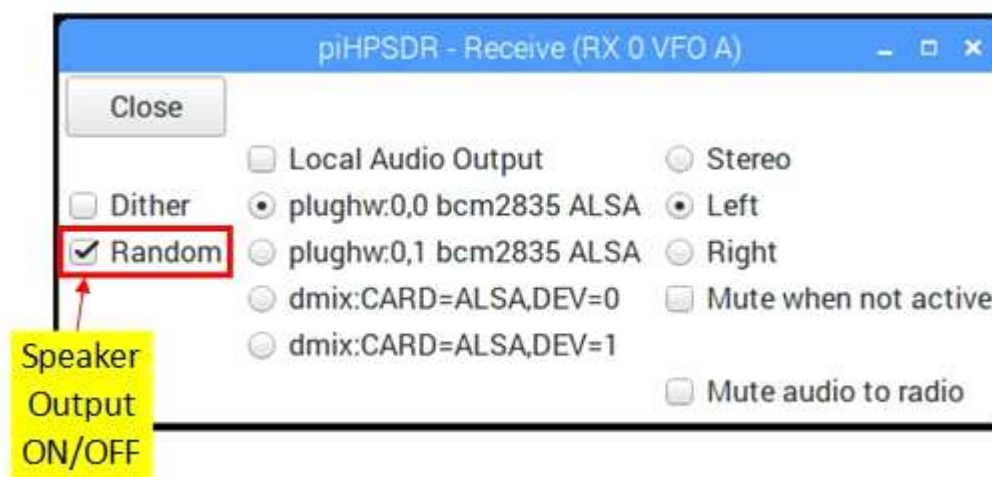 piHPSDR - Receive (RX 0 VFO A)
Close
Local Audio Output
Stereo
Dither
plughw:0,0 bcm2835 ALSA
Left
Random
plughw:0,1 bcm2835 ALSA
Right
dmix:CARD=ALSA,DEV=0
Mute when not active
dmix:CARD=ALSA,DEV=1
Mute audio to radio
Speaker
Output
ON/OFF